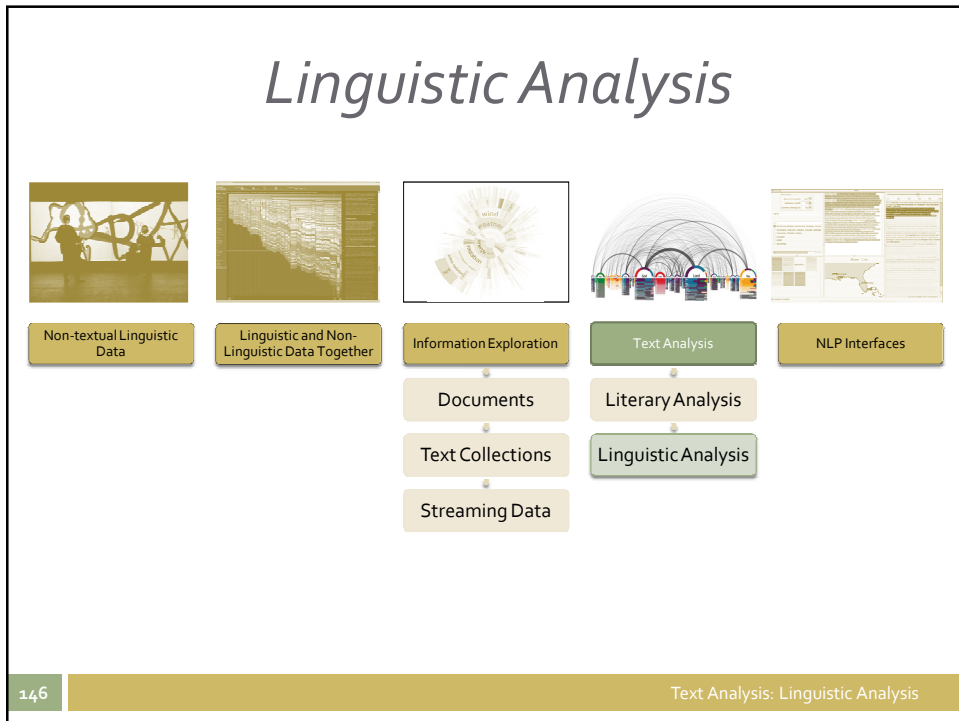 Linguistic Analysis
Non-textual Linguistic
Data
Linguistic and Non-
Linguistic Data Together
Information Exploration
Text Analysis
NLP Interfaces
Documents
Literary Analysis
Text Collections
Linguistic Analysis
Streaming Data
146
Text Analysis: Linguistic Analysis